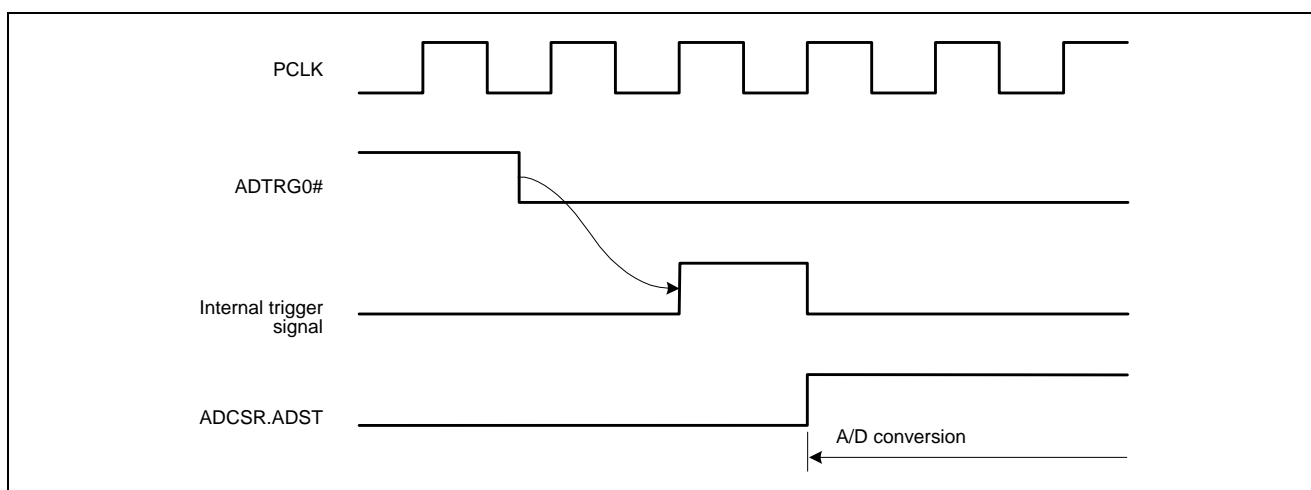 PCLK
ADTRG0#
Internal trigger
signal
ADCSR.ADST
A/D conversion